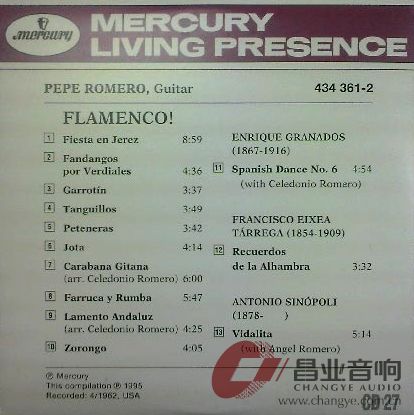 Mercury
MERCURY
LIVING PRESENCE
PEPE ROMERO, Guitar
434 361-2
FLAMENCO!
1 Fiesta en Jerez 8:59
2 Fandangos
por Verdiales 4:36
3 Garrotín 3:37
4 Tanguillos 3:49
5 Peteneras 3:42
6 Jota 4:14
7 Carabana Gitana
(arr. Celedonio Romero) 6:00
8 Farruca y Rumba 5:47
9 Lamento Andaluz
(arr. Celedonio Romero) 4:25
10 Zorongo 4:05
ENRIQUE GRANADOS
(1867-1916)
11 Spanish Dance No. 6 4:54
(with Celedonio Romero)
FRANCISCO EIXEA
TÁRREGA (1854-1909)
12 Recuerdos
de la Alhambra 3:32
ANTONIO SINÓPOLI
(1878- )
13 Vidalita 5:14
(with Angel Romero)
℗ Mercury
This compilation ℗ 1995
Recorded: 4/1962, USA
昌业音响
CHANGYE AUDIO
www.changye.com.cn
CD 27